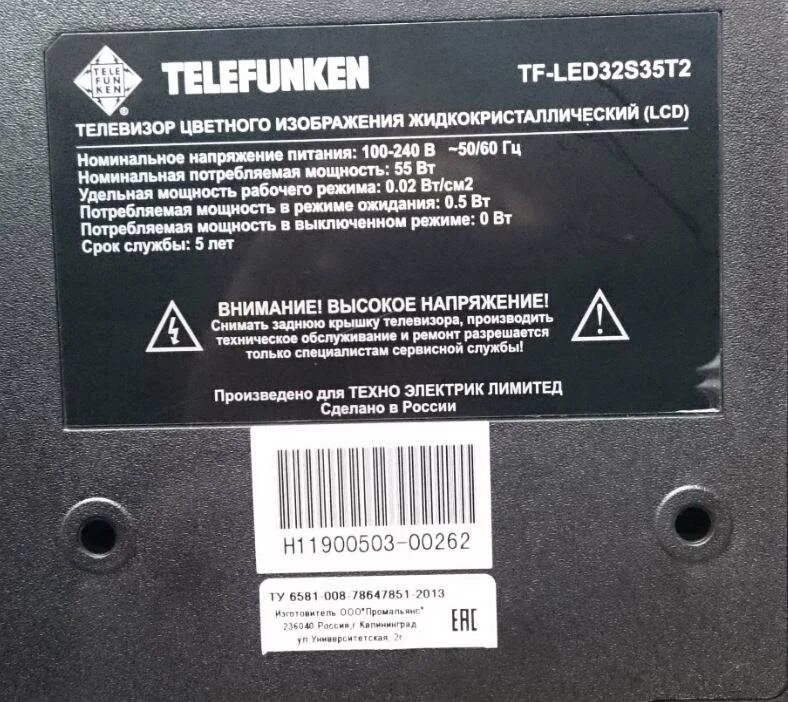 TELE
FUN
KEN
®
TELEFUNKEN
TF-LED32S35T2
ТЕЛЕВИЗОР ЦВЕТНОГО ИЗОБРАЖЕНИЯ ЖИДКОКРИСТАЛЛИЧЕСКИЙ (LCD)
Номинальное напряжение питания: 100-240 В ~50/60 Гц
Номинальная потребляемая мощность: 55 Вт
Удельная мощность рабочего режима: 0.02 Вт/см2
Потребляемая мощность в режиме ожидания: 0.5 Вт
Потребляемая мощность в выключенном режиме: 0 Вт
Срок службы: 5 лет
ВНИМАНИЕ! ВЫСОКОЕ НАПРЯЖЕНИЕ!
Снимать заднюю крышку телевизора, производить
техническое обслуживание и ремонт разрешается
только специалистам сервисной службы!
Произведено для ТЕХНО ЭЛЕКТРИК ЛИМИТЕД
Сделано в России
H11900503-00262
ТУ 6581-008-78647851-2013
Изготовитель ООО"Промальянс"
236040 Россия,г Калининград
ул.Университетская, 2г
EAC